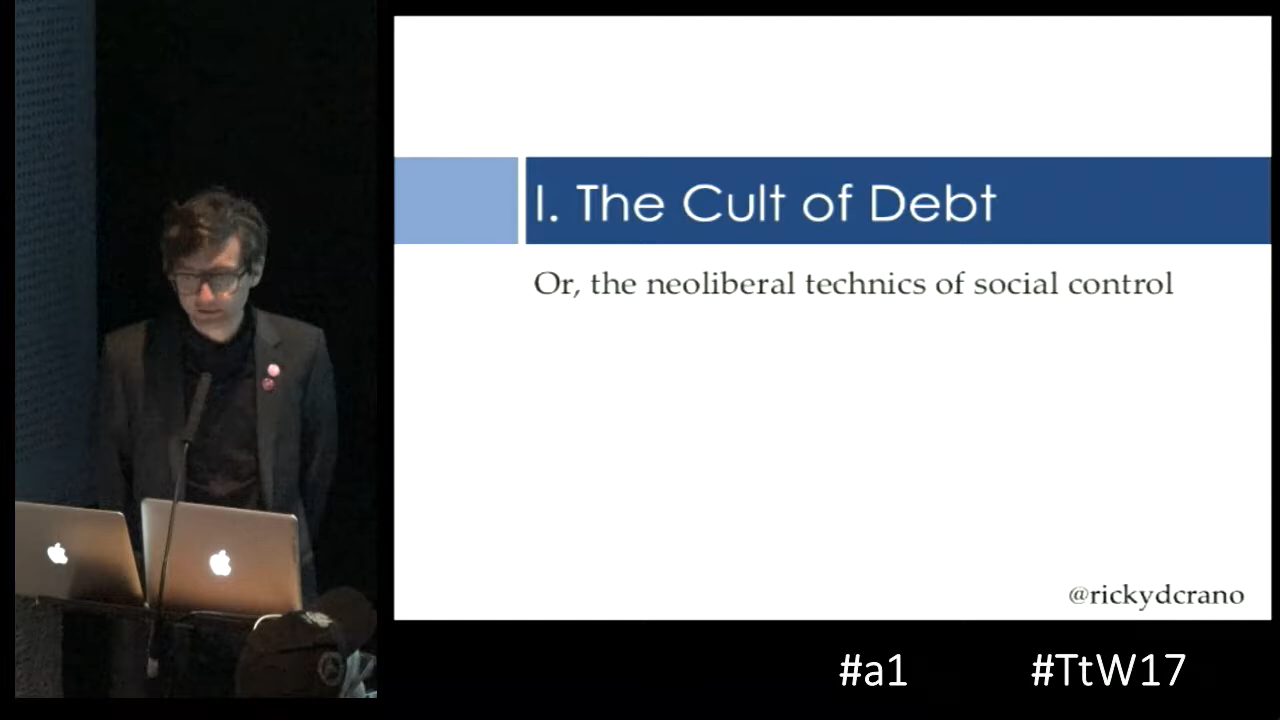 I. The Cult of Debt
Or, the neoliberal technics of social control
@rickydcrano
#a1 #TtW17